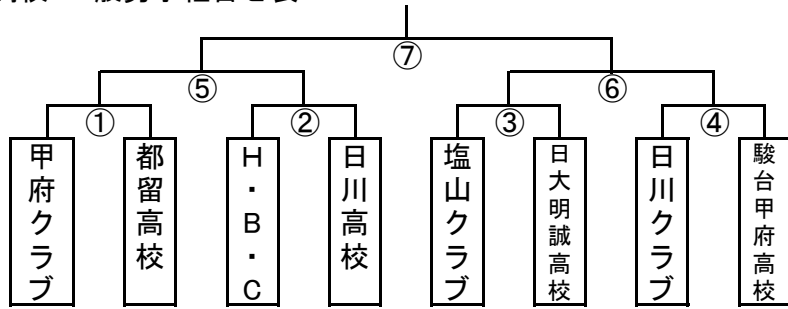 ⑦
⑤ ⑥
① ② ③ ④
甲府クラブ
都留高校
H・B・C
日川高校
塩山クラブ
日大明誠高校
日川クラブ
駿台甲府高校